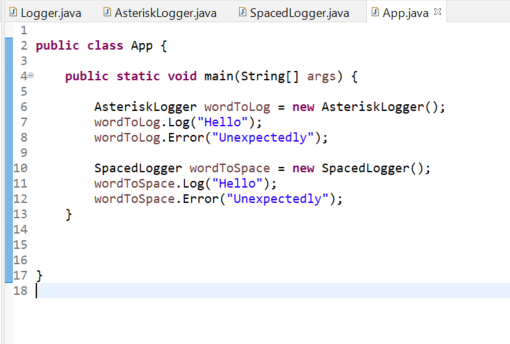 Logger.java AsteriskLogger.java SpacedLogger.java App.java
1
2 public class App {
3
4 public static void main(String[] args) {
5
6 AsteriskLogger wordToLog = new AsteriskLogger();
7 wordToLog.Log("Hello");
8 wordToLog.Error("Unexpectedly");
9
10 SpacedLogger wordToSpace = new SpacedLogger();
11 wordToSpace.Log("Hello");
12 wordToSpace.Error("Unexpectedly");
13 }
14
15
16
17 }
18